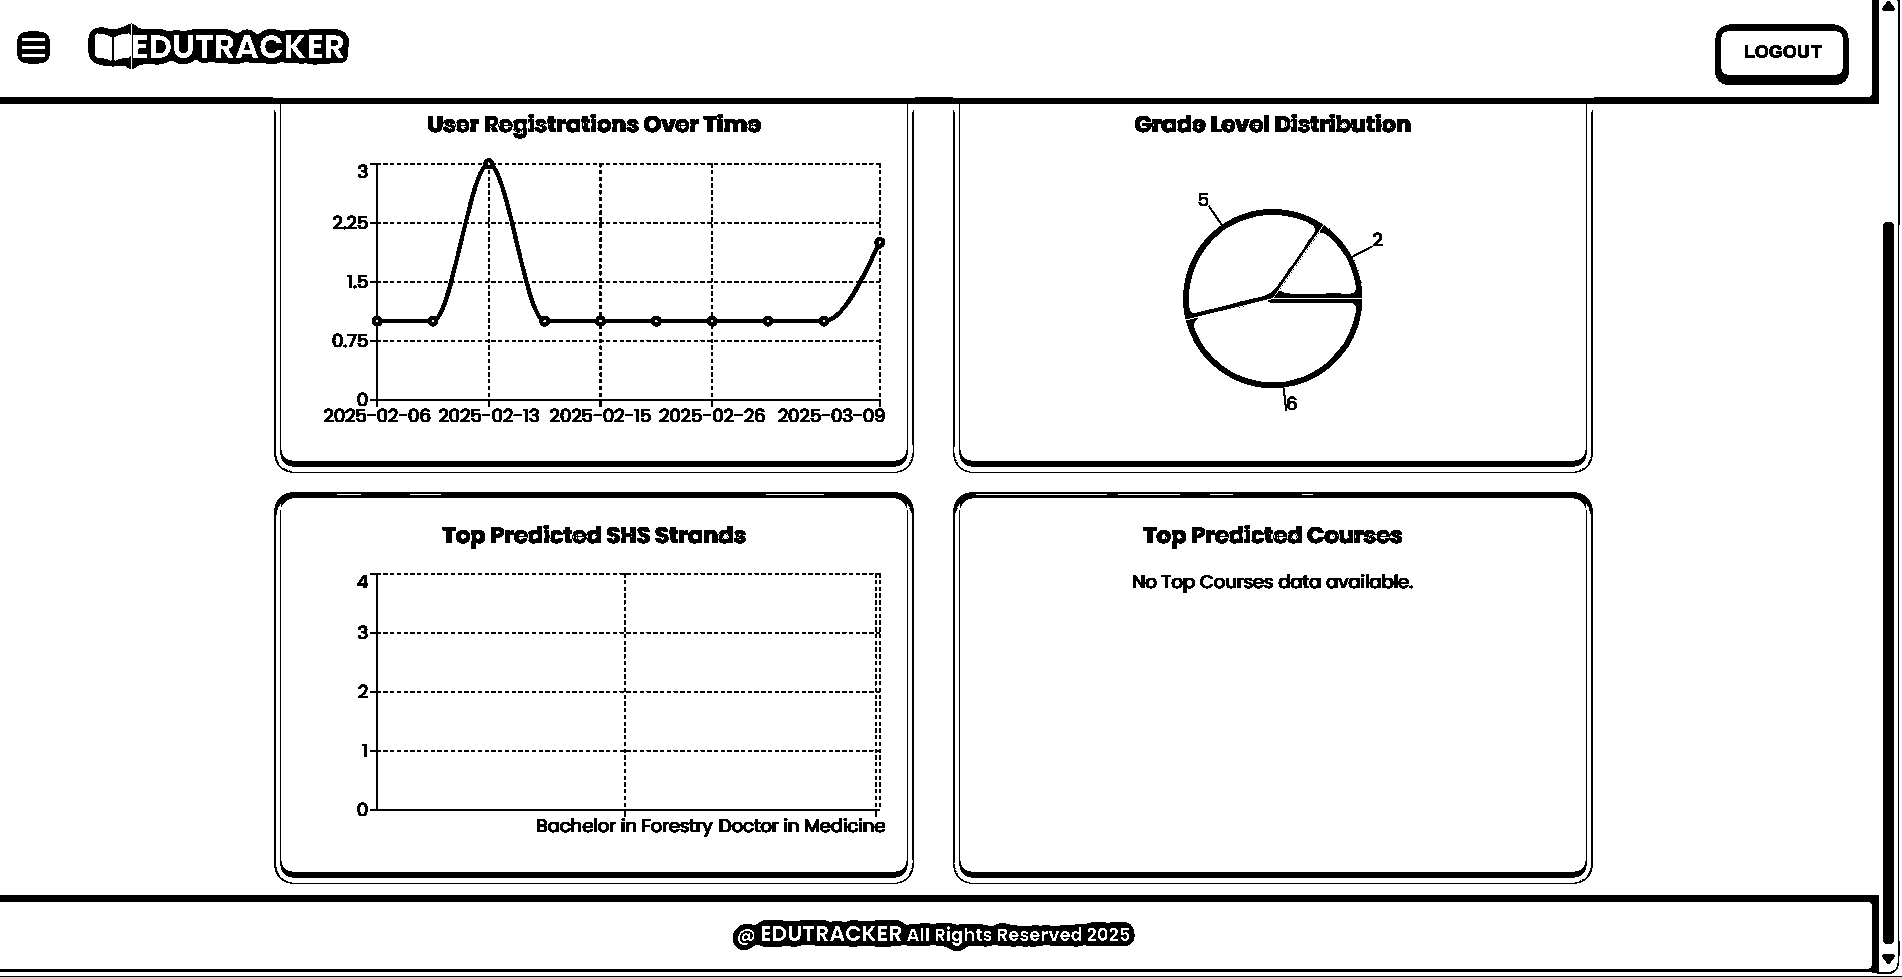 EDUTRACKER
LOGOUT
User Registrations Over Time
3
2.25
1.5
0.75
0
2025-02-06 2025-02-13 2025-02-15 2025-02-26 2025-03-09
Grade Level Distribution
5
2
6
Top Predicted SHS Strands
4
3
2
1
0
Bachelor in Forestry Doctor in Medicine
Top Predicted Courses
No Top Courses data available.
@ EDUTRACKER All Rights Reserved 2025